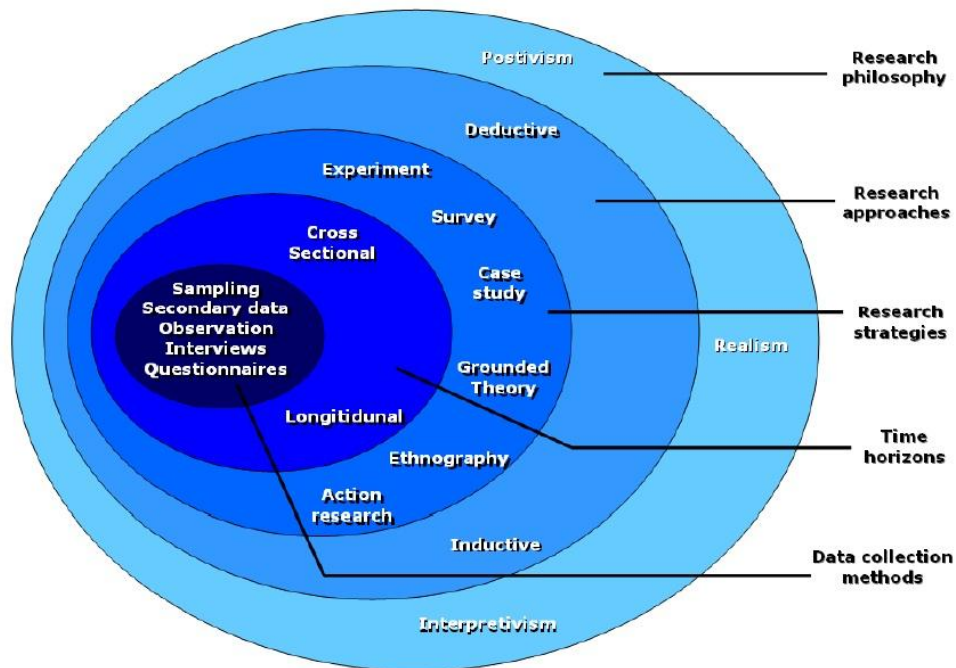 Postivism
Research
philosophy
Deductive
Experiment
Research
approaches
Survey
Cross
Sectional
Case
study
Sampling
Secondary data
Observation
Interviews
Questionnaires
Research
strategies
Realism
Grounded
Theory
Longitidunal
Time
horizons
Ethnography
Action
research
Inductive
Data collection
methods
Interpretivism